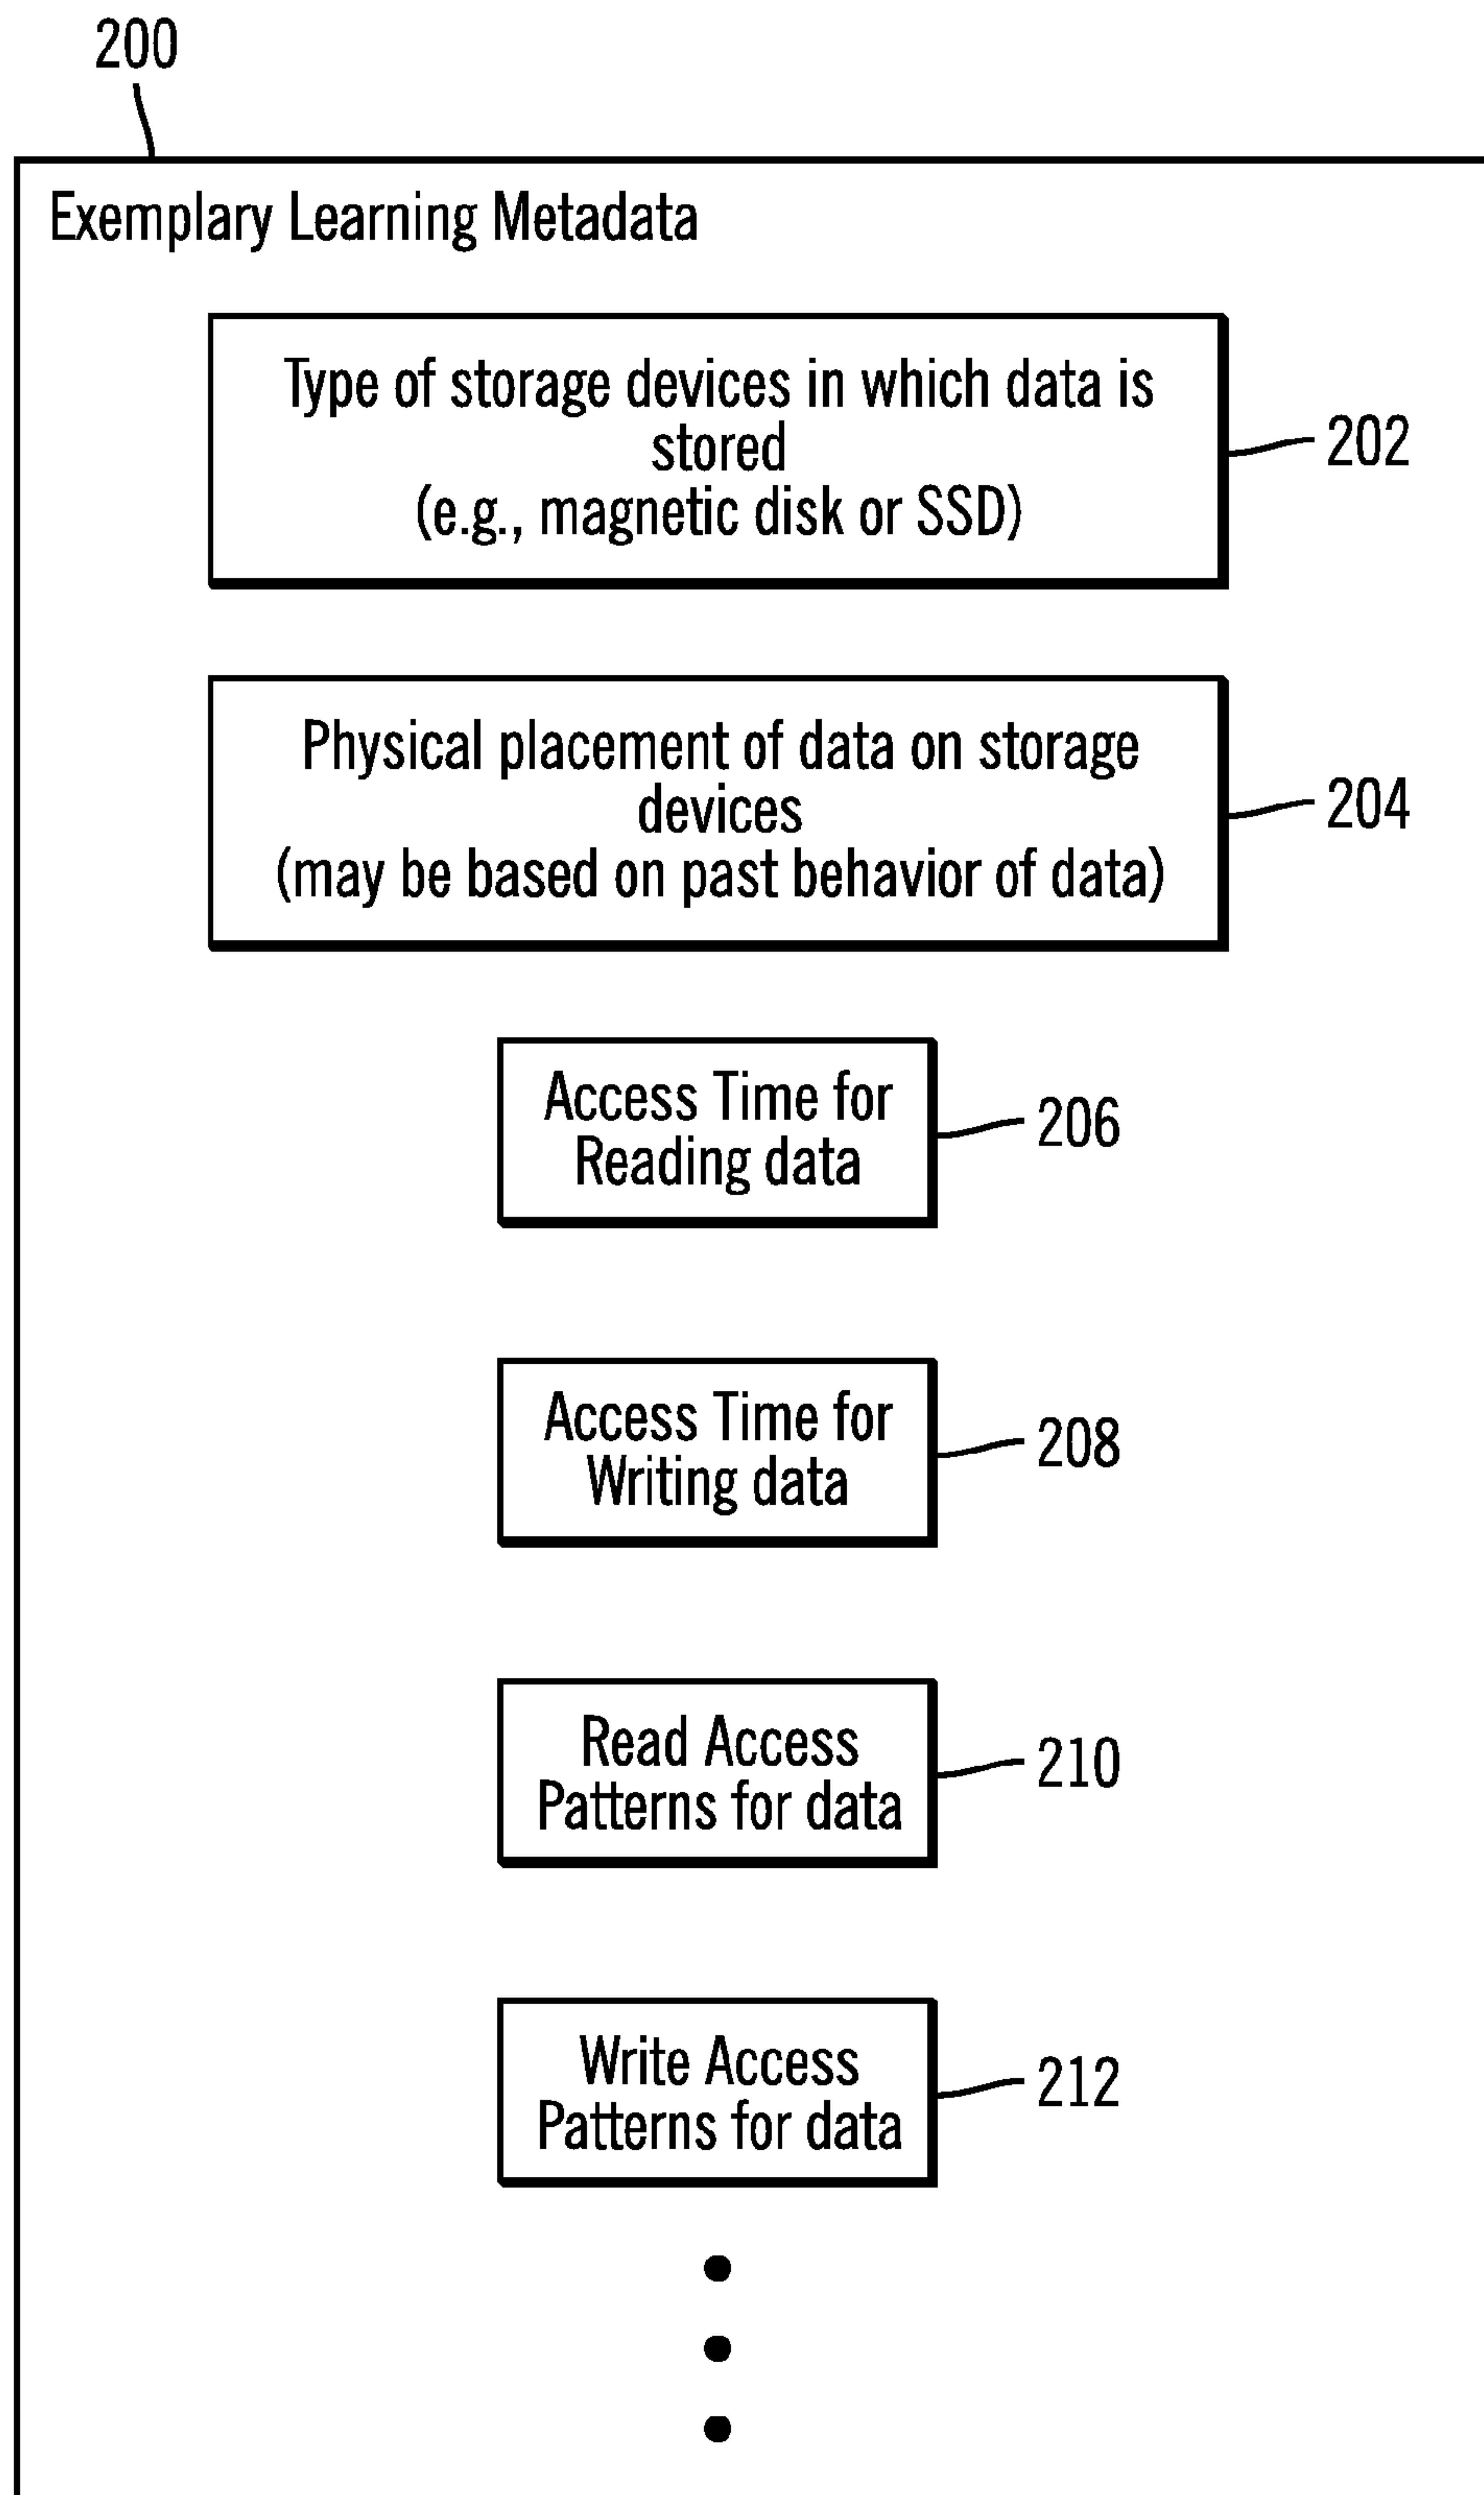 200
Exemplary Learning Metadata
Type of storage devices in which data is
stored
(e.g., magnetic disk or SSD)
202
Physical placement of data on storage
devices
(may be based on past behavior of data)
204
Access Time for
Reading data
206
Access Time for
Writing data
208
Read Access
Patterns for data
210
Write Access
Patterns for data
212